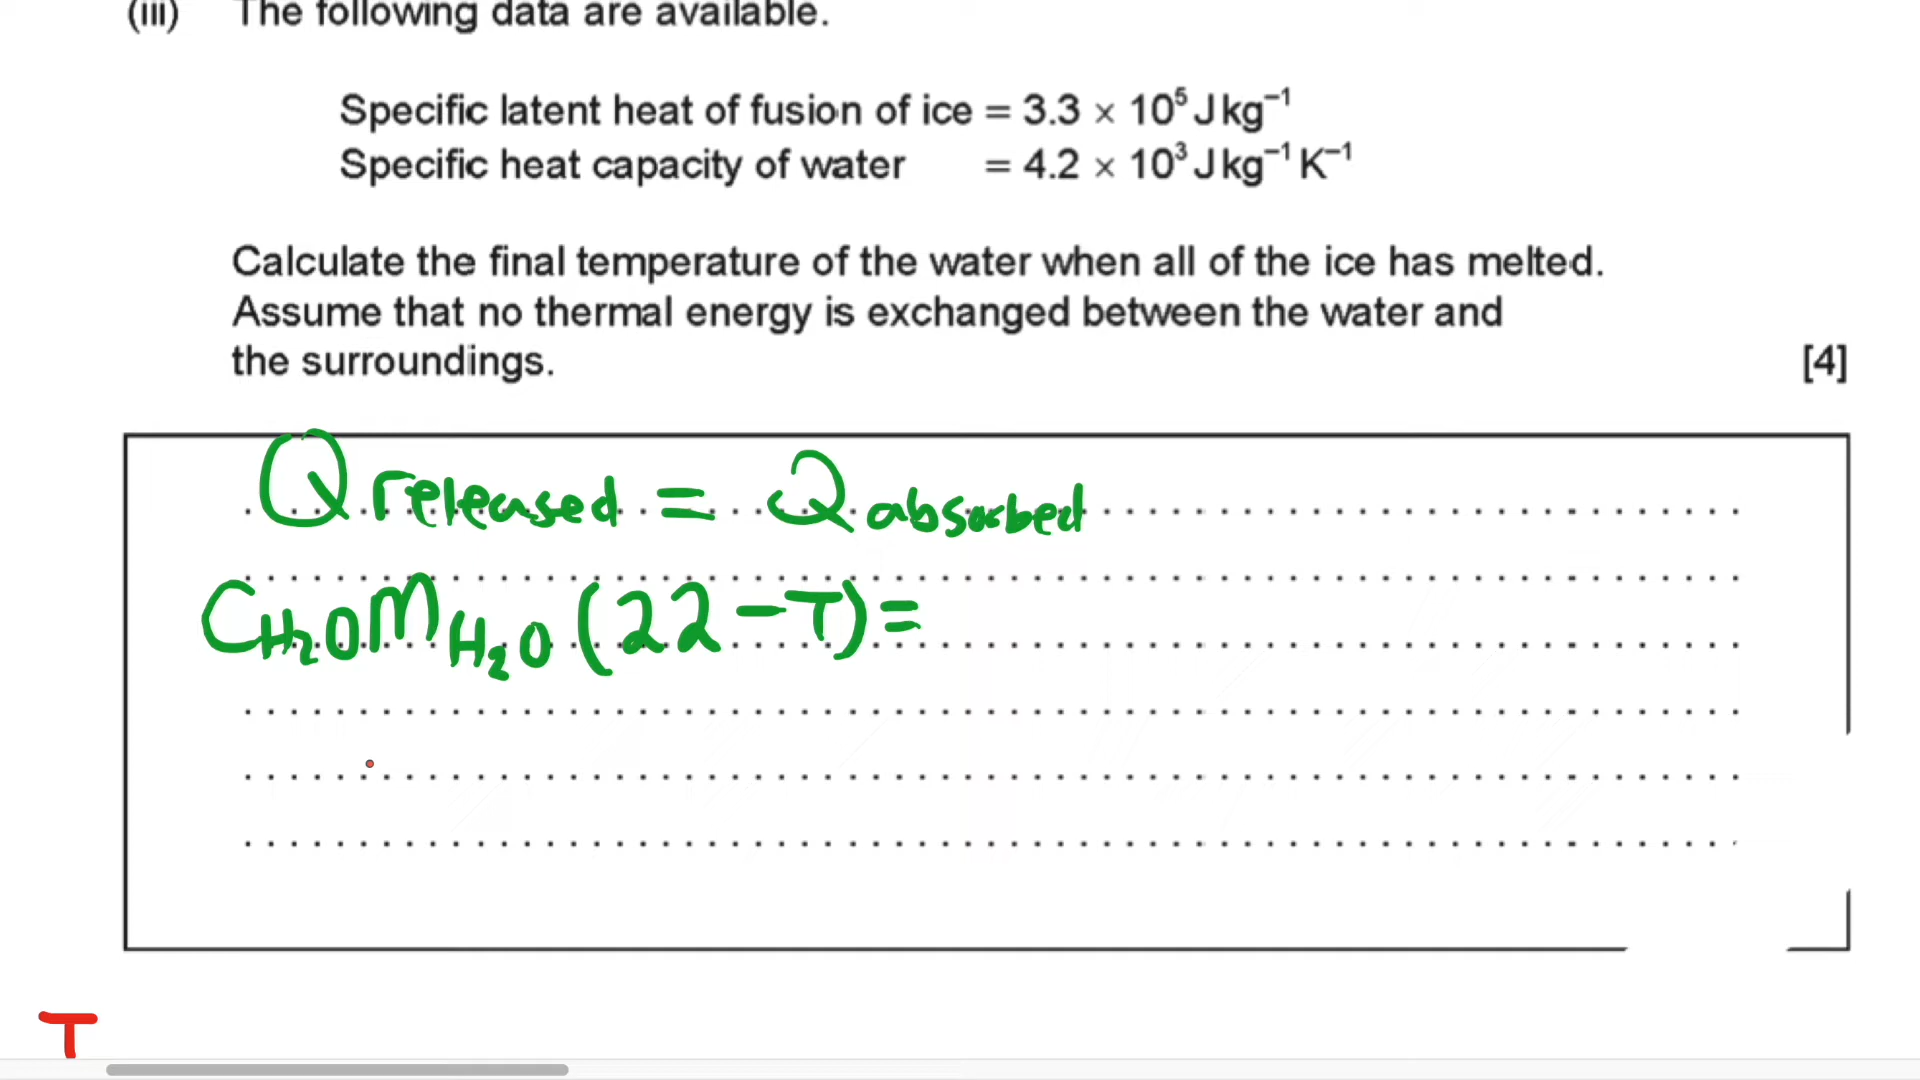 (iii) The following data are available.
Specific latent heat of fusion of ice = 3.3 × 10⁵ J kg⁻¹
Specific heat capacity of water = 4.2 × 10³ J kg⁻¹ K⁻¹
Calculate the final temperature of the water when all of the ice has melted.
Assume that no thermal energy is exchanged between the water and
the surroundings. [4]
Q released = Q absorbed
C H₂O M H₂O (22 − T) =
T